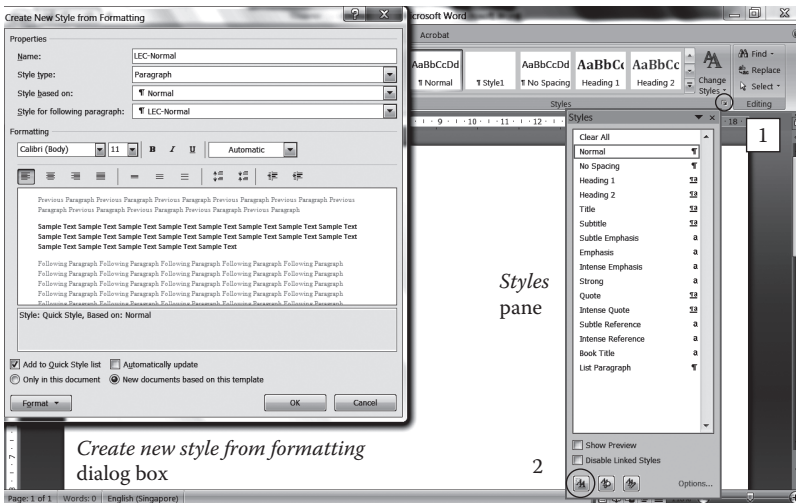 Create New Style from Formatting
Properties
Name:
LEC-Normal
Style type:
Paragraph
Style based on:
¶ Normal
Style for following paragraph:
¶ LEC-Normal
Formatting
Calibri (Body) 11 B I U Automatic
Previous Paragraph Previous Paragraph Previous Paragraph Previous Paragraph Previous Paragraph Previous
Paragraph Previous Paragraph Previous Paragraph Previous Paragraph Previous Paragraph
Sample Text Sample Text Sample Text Sample Text Sample Text Sample Text Sample Text Sample Text
Sample Text Sample Text Sample Text Sample Text Sample Text Sample Text Sample Text Sample Text
Sample Text Sample Text Sample Text Sample Text Sample Text
Following Paragraph Following Paragraph Following Paragraph Following Paragraph Following Paragraph
Following Paragraph Following Paragraph Following Paragraph Following Paragraph Following Paragraph
Following Paragraph Following Paragraph Following Paragraph Following Paragraph Following Paragraph
Following Paragraph Following Paragraph Following Paragraph Following Paragraph Following Paragraph
Style: Quick Style, Based on: Normal
Add to Quick Style list
Automatically update
Only in this document
New documents based on this template
Format
OK
Cancel
Create new style from formatting
dialog box
Page: 1 of 1 Words: 0 English (Singapore)
crosoft Word
Acrobat
AaBbCcDd
¶ Normal
¶ Style1
AaBbCcDd
¶ No Spacing
AaBbCc
Heading 1
AaBbCc
Heading 2
Change
Styles
Styles
Find
Replace
Select
Editing
9 10 11 12 18
1
Styles
Clear All
Normal ¶
No Spacing ¶
Heading 1 ¶a
Heading 2 ¶a
Title ¶a
Subtitle ¶a
Subtle Emphasis a
Emphasis a
Intense Emphasis a
Strong a
Quote ¶a
Intense Quote ¶a
Subtle Reference a
Intense Reference a
Book Title a
List Paragraph ¶
Show Preview
Disable Linked Styles
Options...
Styles
pane
2